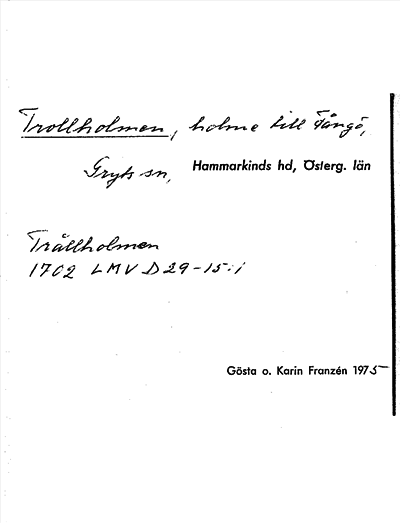 Trollholmen, holme till Fångö,
Gryts sn, Hammarkinds hd, Österg. län
Trållholmen
1702 LMV D29-15:1
Gösta o. Karin Franzén 1975